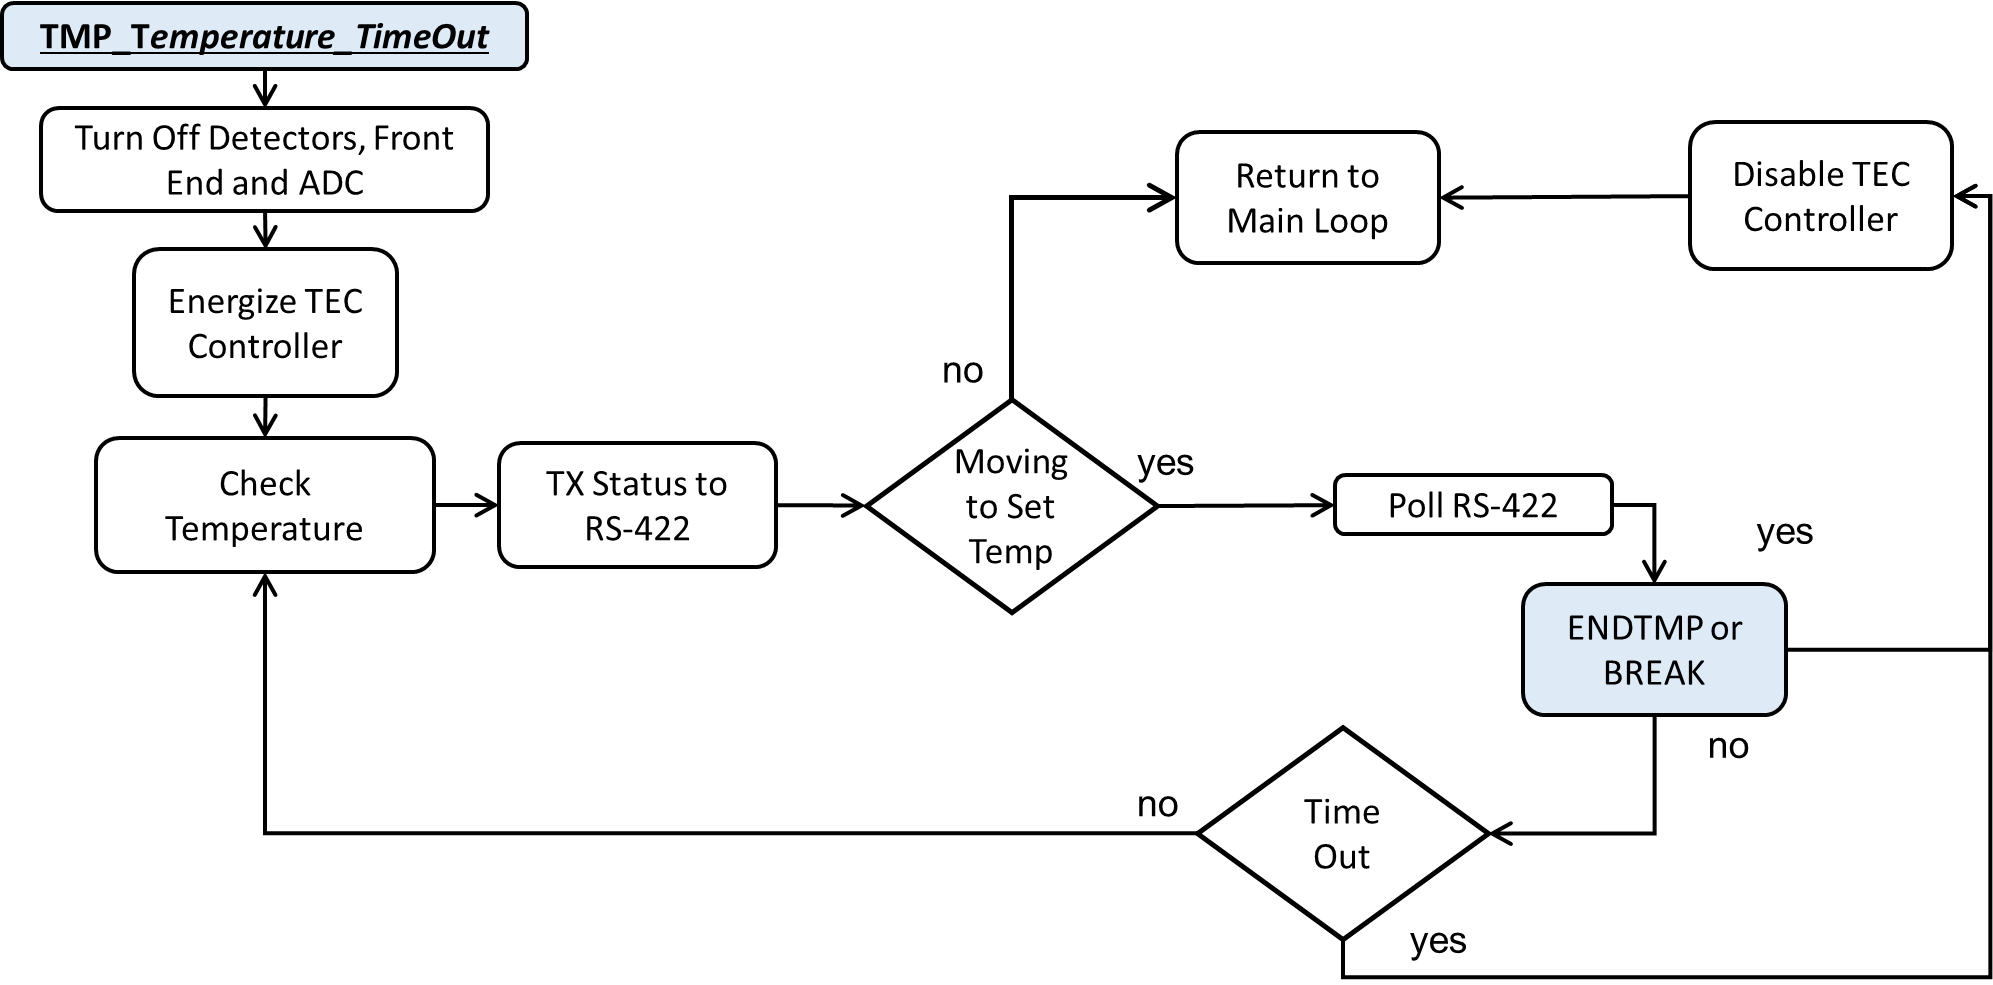 TMP_Temperature_TimeOut
Turn Off Detectors, Front
End and ADC
Energize TEC
Controller
Check
Temperature
TX Status to
RS-422
Moving
to Set
Temp
no
yes
Return to
Main Loop
Disable TEC
Controller
Poll RS-422
yes
ENDTMP or
BREAK
no
Time
Out
no
yes